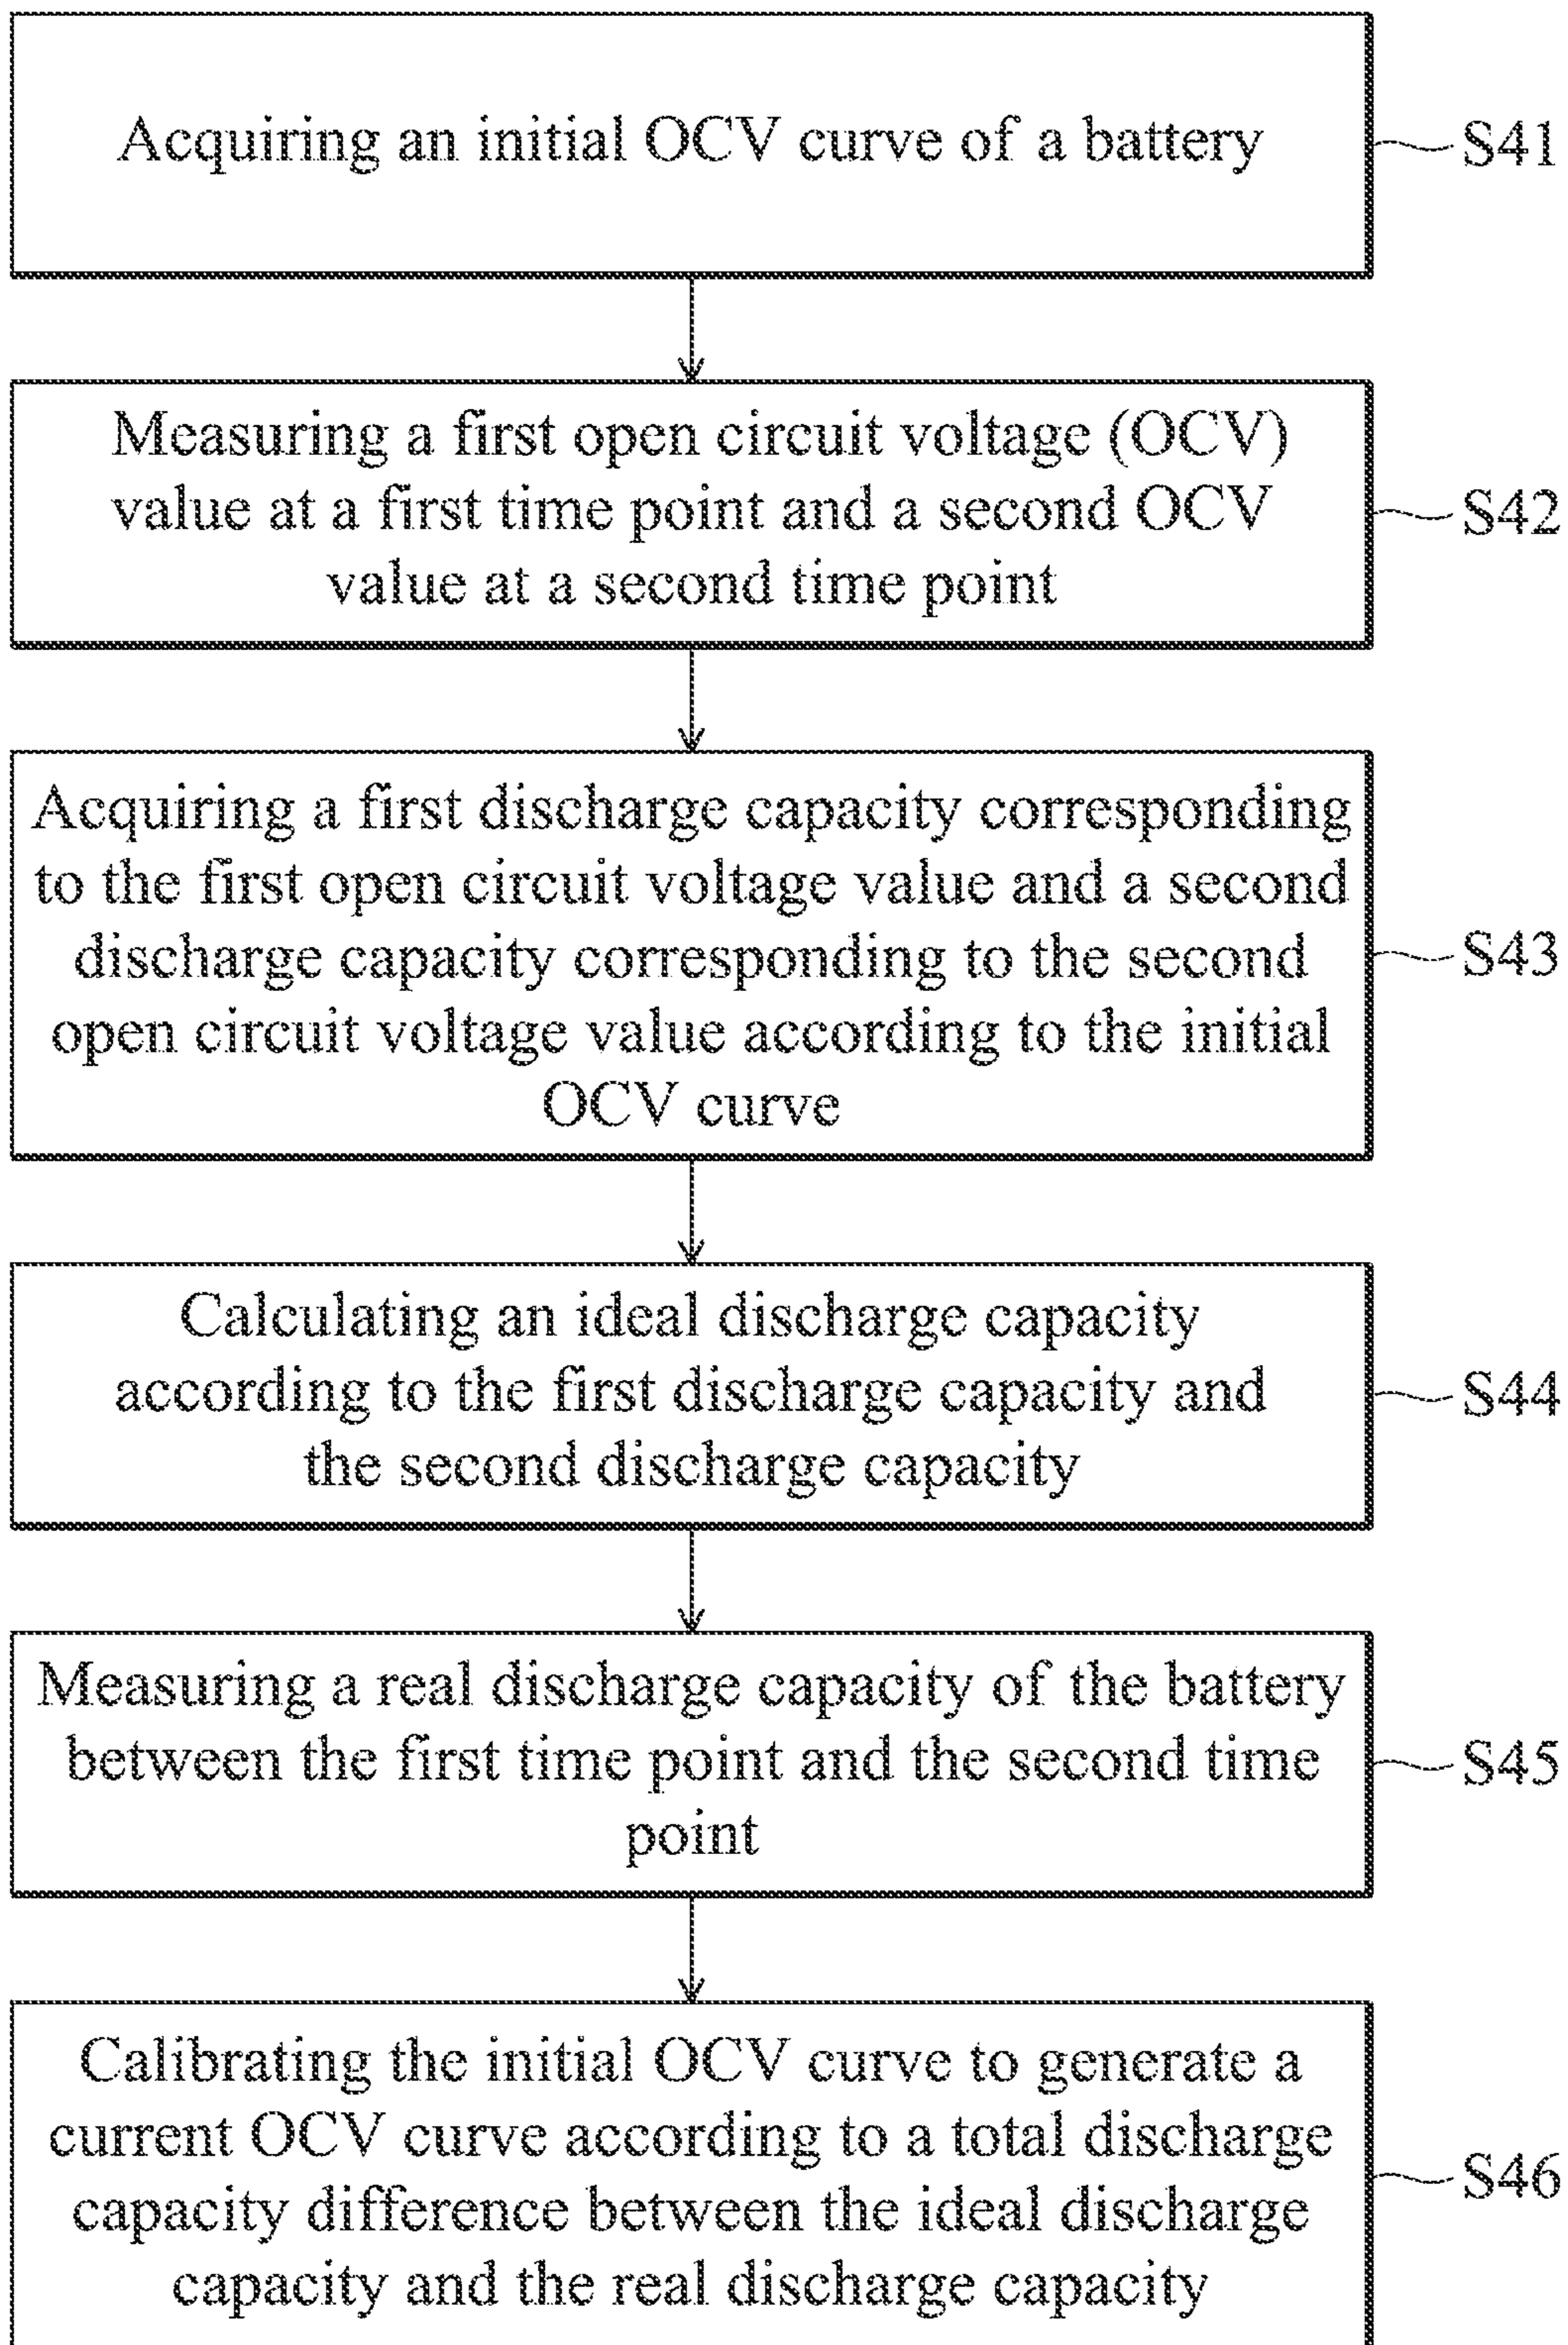 Acquiring an initial OCV curve of a battery
S41
Measuring a first open circuit voltage (OCV)
value at a first time point and a second OCV
value at a second time point
S42
Acquiring a first discharge capacity corresponding
to the first open circuit voltage value and a second
discharge capacity corresponding to the second
open circuit voltage value according to the initial
OCV curve
S43
Calculating an ideal discharge capacity
according to the first discharge capacity and
the second discharge capacity
S44
Measuring a real discharge capacity of the battery
between the first time point and the second time
point
S45
Calibrating the initial OCV curve to generate a
current OCV curve according to a total discharge
capacity difference between the ideal discharge
capacity and the real discharge capacity
S46